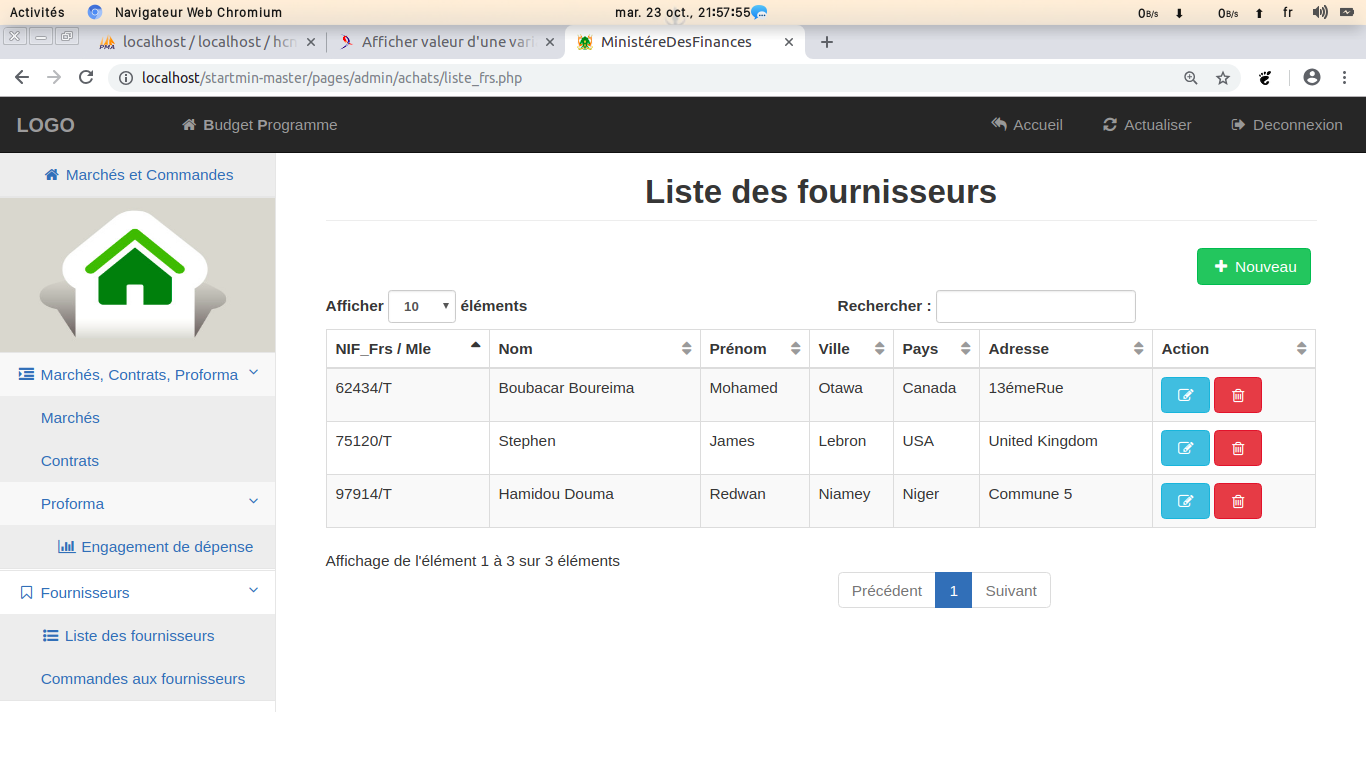 Activités Navigateur Web Chromium mar. 23 oct., 21:57:55 0B/s 0B/s fr
PMA localhost / localhost / hcn Afficher valeur d'une vari MinistéreDesFinances
localhost/startmin-master/pages/admin/achats/liste_frs.php
LOGO Budget Programme Accueil Actualiser Deconnexion
Marchés et Commandes
Marchés, Contrats, Proforma
Marchés
Contrats
Proforma
Engagement de dépense
Fournisseurs
Liste des fournisseurs
Commandes aux fournisseurs
Liste des fournisseurs
Nouveau
Afficher 10 éléments Rechercher :
NIF_Frs / Mle Nom Prénom Ville Pays Adresse Action
62434/T Boubacar Boureima Mohamed Otawa Canada 13émeRue
75120/T Stephen James Lebron USA United Kingdom
97914/T Hamidou Douma Redwan Niamey Niger Commune 5
Affichage de l'élément 1 à 3 sur 3 éléments
Précédent 1 Suivant